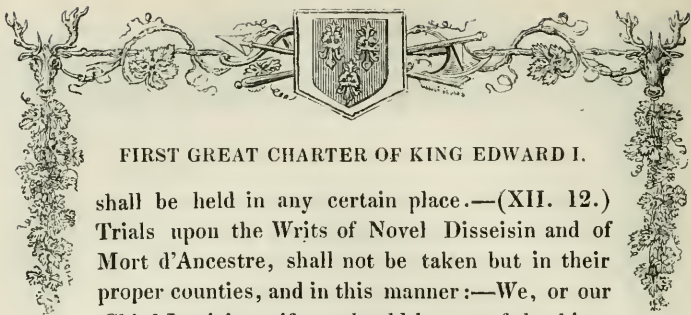 FIRST GREAT CHARTER OF KING EDWARD I.
shall be held in any certain place.—(XII. 12.)
Trials upon the Writs of Novel Disseisin and of
Mort d'Ancestre, shall not be taken but in their
proper counties, and in this manner:—We, or our